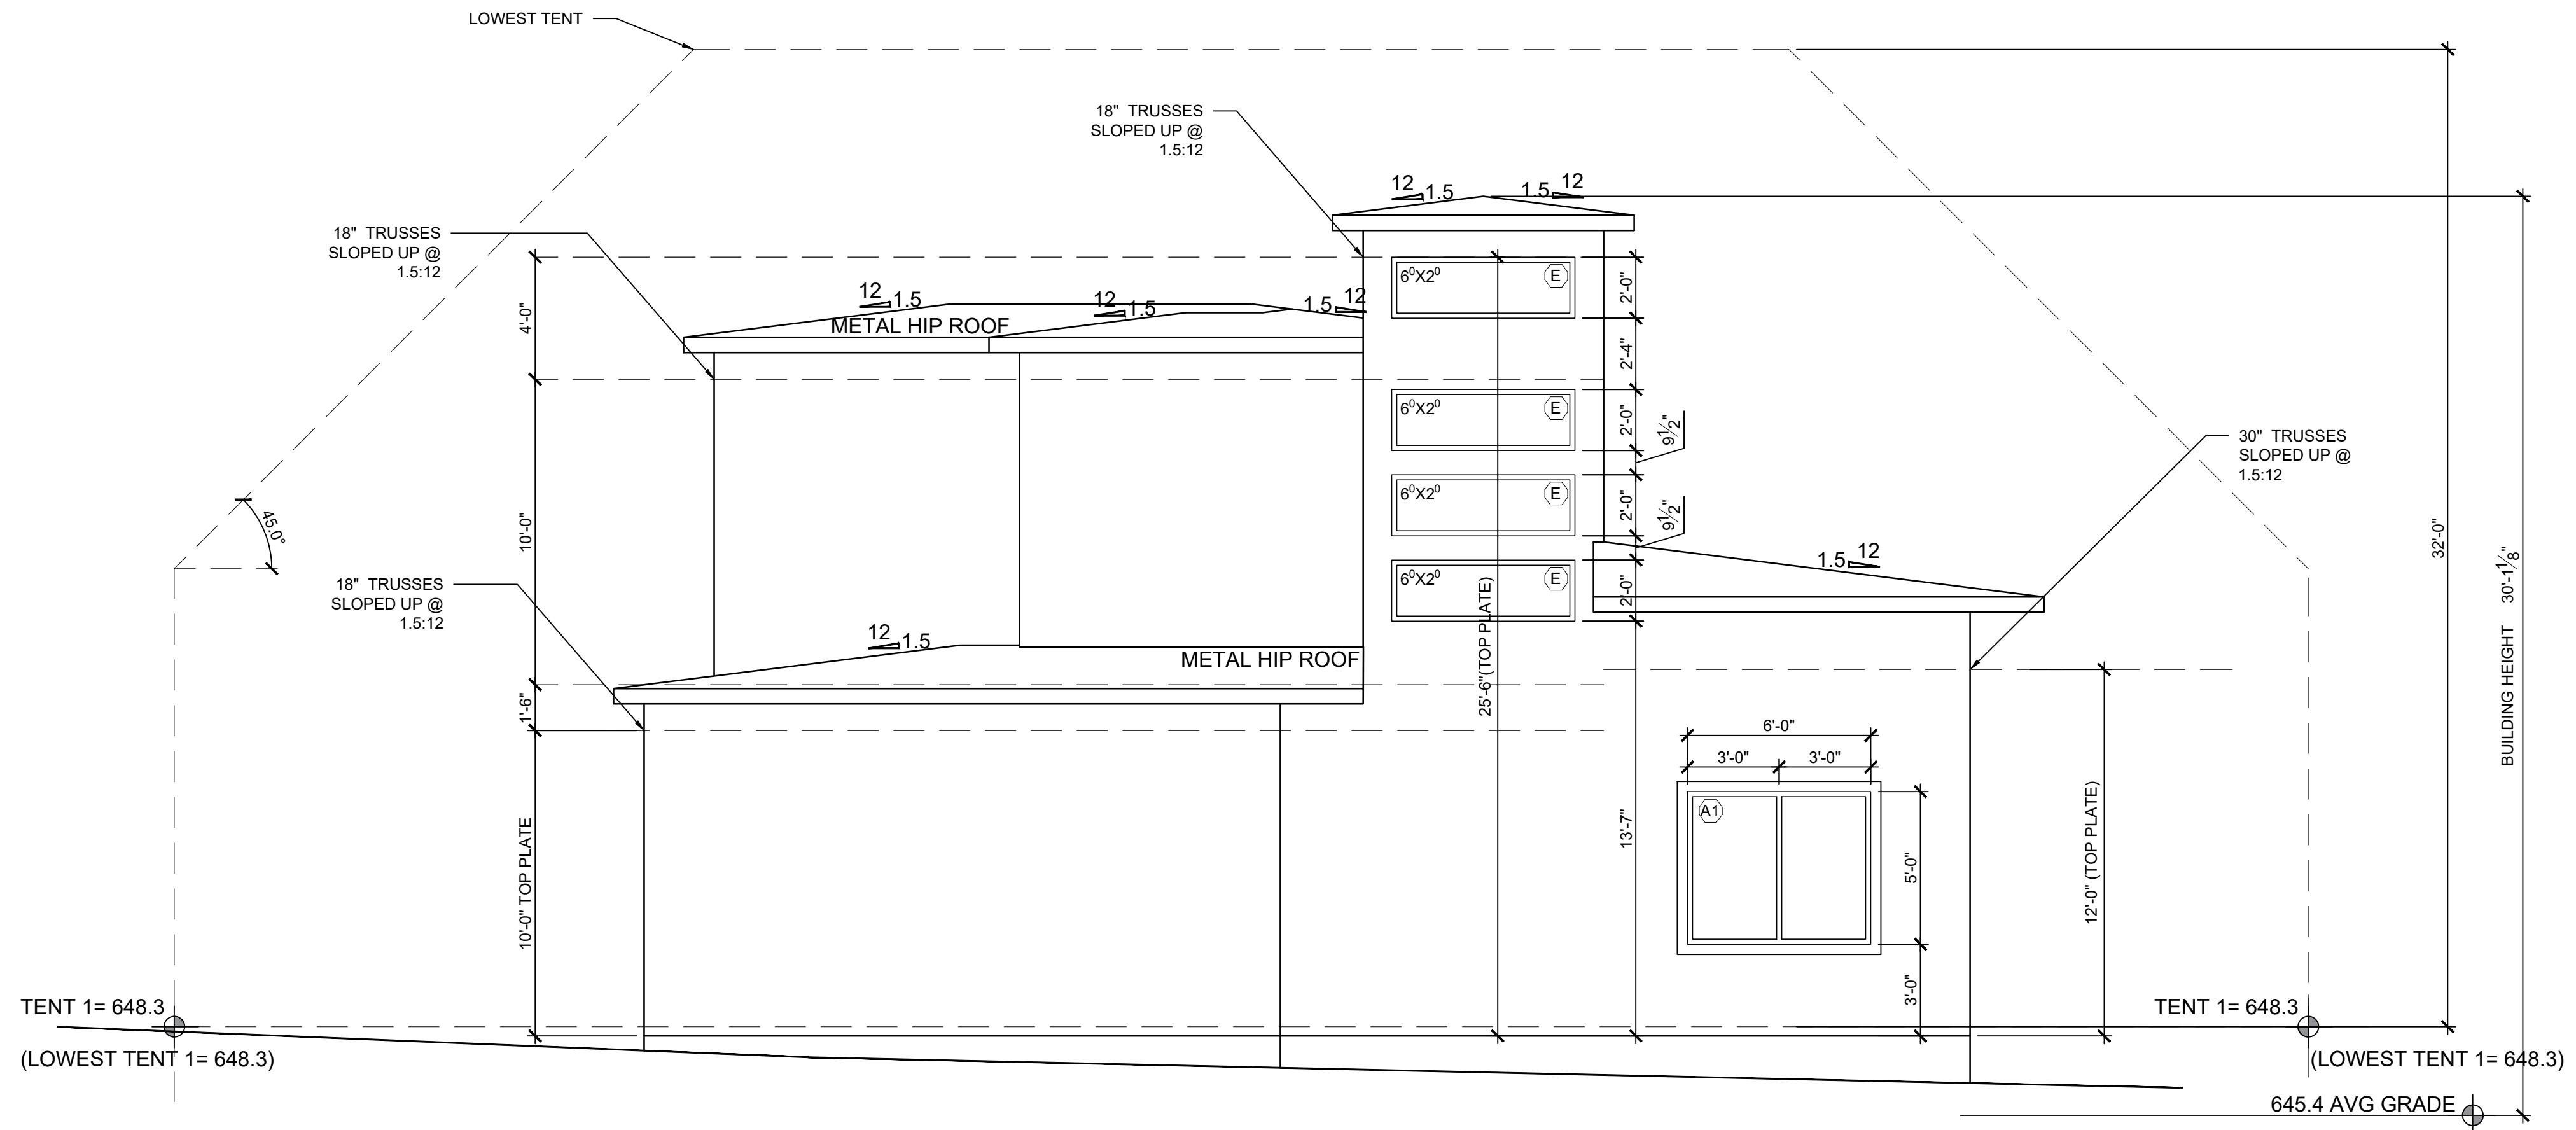 LOWEST TENT
18" TRUSSES
SLOPED UP @
1.5:12
12
1.5
1.5
12
18" TRUSSES
SLOPED UP @
1.5:12
4'-0"
12
1.5
12
1.5
1.5
12
METAL HIP ROOF
6⁰X2⁰
E
2'-0"
2'-4"
6⁰X2⁰
E
2'-0"
9½"
30" TRUSSES
SLOPED UP @
1.5:12
45.0°
10'-0"
6⁰X2⁰
E
2'-0"
9½"
32'-0"
18" TRUSSES
SLOPED UP @
1.5:12
6⁰X2⁰
E
2'-0"
1.5
12
BUILDING HEIGHT 30'-1⅛"
12
1.5
METAL HIP ROOF
25'-6"(TOP PLATE)
1'-6"
6'-0"
3'-0"
3'-0"
A1
10'-0" TOP PLATE
13'-7"
5'-0"
12'-0" (TOP PLATE)
3'-0"
TENT 1= 648.3
(LOWEST TENT 1= 648.3)
TENT 1= 648.3
(LOWEST TENT 1= 648.3)
645.4 AVG GRADE